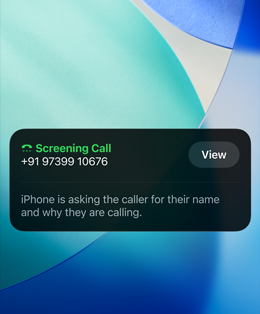 Screening Call
+91 97399 10676
View
iPhone is asking the caller for their name
and why they are calling.